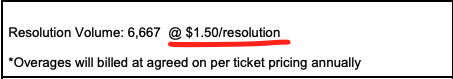 Resolution Volume: 6,667 @ $1.50/resolution
*Overages will billed at agreed on per ticket pricing annually